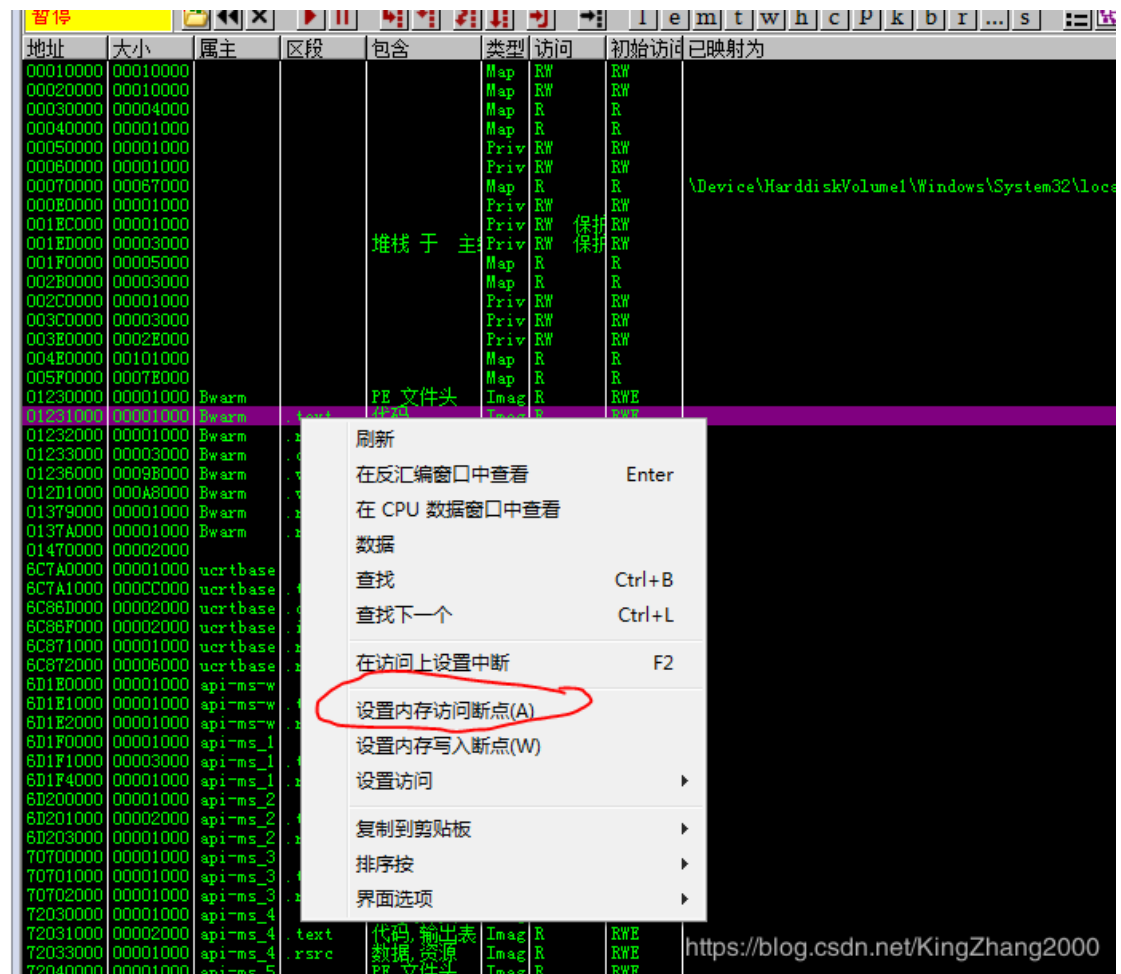 暂停 l e m t w h c P k b r ... s
地址 大小 属主 区段 包含 类型 访问 初始访问 已映射为
00010000 00010000 Map RW RW
00020000 00010000 Map RW RW
00030000 00004000 Map R R
00040000 00001000 Map R R
00050000 00001000 Priv RW RW
00060000 00001000 Priv RW RW
00070000 00067000 Map R R \Device\HarddiskVolume1\Windows\System32\loca
000E0000 00001000 Priv RW RW
001EC000 00001000 Priv RW 保护 RW
001ED000 00003000 堆栈 于 主 Priv RW 保护 RW
001F0000 00005000 Map R R
002B0000 00003000 Map R R
002C0000 00001000 Priv RW RW
003C0000 00003000 Priv RW RW
003E0000 0002E000 Priv RW RW
004E0000 00101000 Map R R
005F0000 0007E000 Map R R
01230000 00001000 Bwarm PE 文件头 Imag R RWE
01231000 00001000 Bwarm .text 代码 Imag R RWE
01232000 00001000 Bwarm
01233000 00003000 Bwarm
01236000 0009B000 Bwarm
012D1000 000A8000 Bwarm
01379000 00001000 Bwarm
0137A000 00001000 Bwarm
01470000 00002000
6C7A0000 00001000 ucrtbase
6C7A1000 000CC000 ucrtbase
6C86D000 00002000 ucrtbase
6C86F000 00002000 ucrtbase
6C871000 00001000 ucrtbase
6C872000 00006000 ucrtbase
6D1E0000 00001000 api-ms-w
6D1E1000 00001000 api-ms-w
6D1E2000 00001000 api-ms-w
6D1F0000 00001000 api-ms_1
6D1F1000 00003000 api-ms_1
6D1F4000 00001000 api-ms_1
6D200000 00001000 api-ms_2
6D201000 00002000 api-ms_2
6D203000 00001000 api-ms_2
70700000 00001000 api-ms_3
70701000 00001000 api-ms_3
70702000 00001000 api-ms_3
72030000 00001000 api-ms_4
72031000 00002000 api-ms_4 .text 代码,输出表 Imag R RWE
72033000 00001000 api-ms_4 .rsrc 数据,资源 Imag R RWE
72040000 00001000 api-ms_5 PE 文件头 Imag R RWE
刷新
在反汇编窗口中查看 Enter
在 CPU 数据窗口中查看
数据
查找 Ctrl+B
查找下一个 Ctrl+L
在访问上设置中断 F2
设置内存访问断点(A)
设置内存写入断点(W)
设置访问
复制到剪贴板
排序按
界面选项
https://blog.csdn.net/KingZhang2000